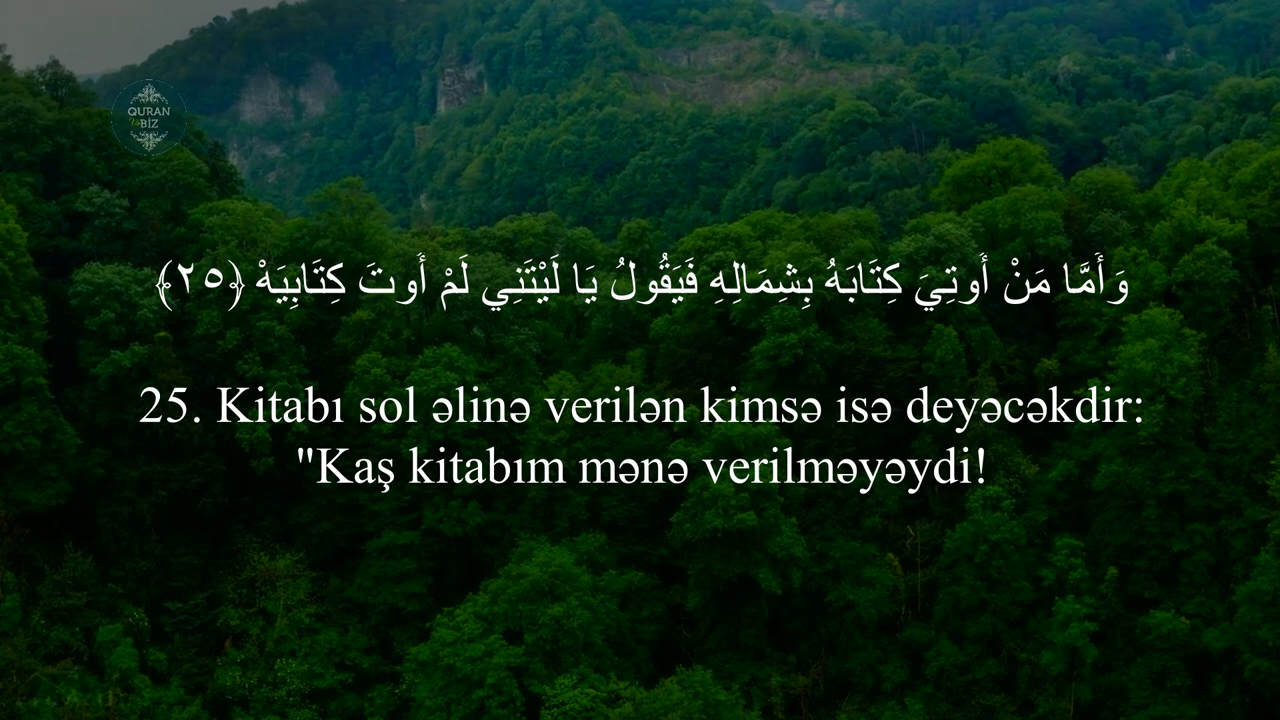 QURAN
İlə
BİZ
وَأَمَّا مَنْ أُوتِيَ كِتَابَهُ بِشِمَالِهِ فَيَقُولُ يَا لَيْتَنِي لَمْ أُوتَ كِتَابِيَهْ ﴿٢٥﴾
25. Kitabı sol əlinə verilən kimsə isə deyəcəkdir:
"Kaş kitabım mənə verilməyəydi!